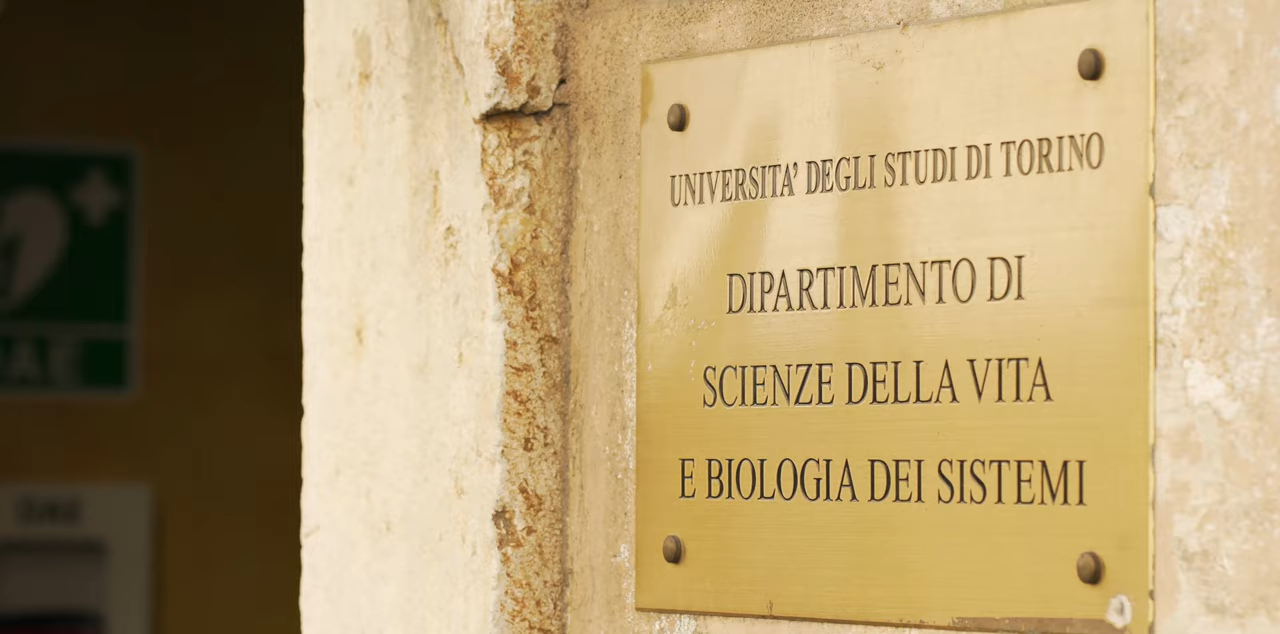 UNIVERSITA' DEGLI STUDI DI TORINO
DIPARTIMENTO DI
SCIENZE DELLA VITA
E BIOLOGIA DEI SISTEMI